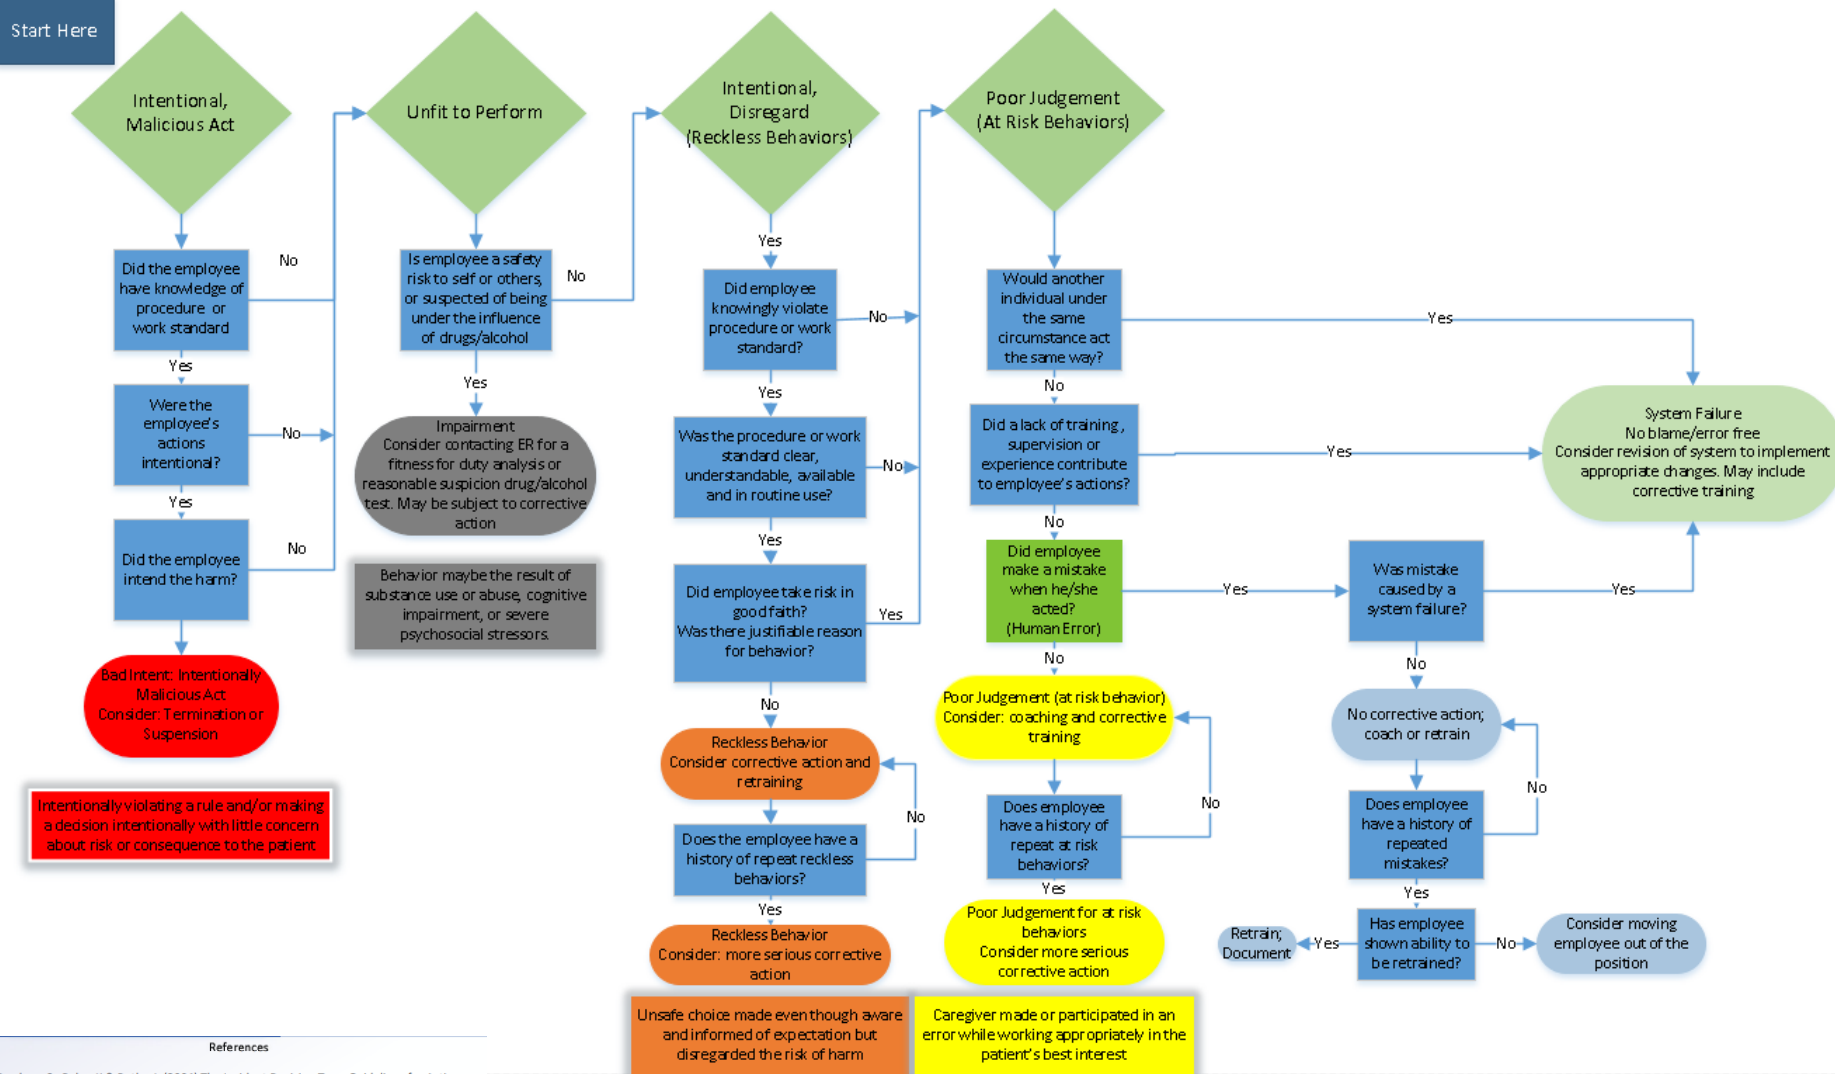 Start Here
Intentional,
Malicious Act
Unfit to Perform
Intentional,
Disregard
(Reckless Behaviors)
Poor Judgement
(At Risk Behaviors)
Did the employee
have knowledge of
procedure or
work standard
No
Yes
Were the
employee's
actions
intentional?
No
Yes
Did the employee
intend the harm?
No
Bad Intent: Intentionally
Malicious Act
Consider: Termination or
Suspension
Intentionally violating a rule and/or making
a decision intentionally with little concern
about risk or consequence to the patient
Is employee a safety
risk to self or others,
or suspected of being
under the influence
of drugs/alcohol
No
Yes
Impairment
Consider contacting ER for a
fitness for duty analysis or
reasonable suspicion drug/alcohol
test. May be subject to corrective
action
Behavior maybe the result of
substance use or abuse, cognitive
impairment, or severe
psychosocial stressors.
Yes
Did employee
knowingly violate
procedure or work
standard?
No
Yes
Was the procedure or work
standard clear,
understandable, available
and in routine use?
No
Yes
Did employee take risk in
good faith?
Was there justifiable reason
for behavior?
Yes
No
Reckless Behavior
Consider corrective action and
retraining
No
Does the employee have a
history of repeat reckless
behaviors?
Yes
Reckless Behavior
Consider: more serious corrective
action
Unsafe choice made even though aware
and informed of expectation but
disregarded the risk of harm
Would another
individual under
the same
circumstance act
the same way?
Yes
No
Did a lack of training,
supervision or
experience contribute
to employee's actions?
Yes
No
Did employee
make a mistake
when he/she
acted?
(Human Error)
Yes
No
Poor Judgement (at risk behavior)
Consider: coaching and corrective
training
No
Does employee
have a history of
repeat at risk
behaviors?
Yes
Poor Judgement for at risk
behaviors
Consider more serious
corrective action
Caregiver made or participated in an
error while working appropriately in the
patient's best interest
System Failure
No blame/error free
Consider revision of system to implement
appropriate changes. May include
corrective training
Was mistake
caused by a
system failure?
Yes
No
No corrective action;
coach or retrain
No
Does employee
have a history of
repeated
mistakes?
Yes
Has employee
shown ability to
be retrained?
Yes
Retrain;
Document
No
Consider moving
employee out of the
position
References